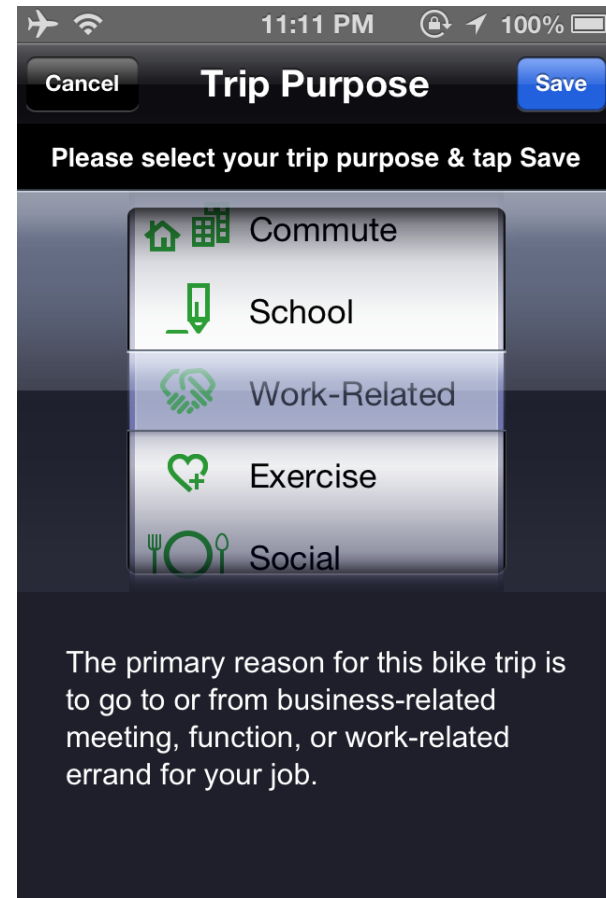 11:11 PM 100%
Cancel Trip Purpose Save
Please select your trip purpose & tap Save
Commute
School
Work-Related
Exercise
Social
The primary reason for this bike trip is
to go to or from business-related
meeting, function, or work-related
errand for your job.